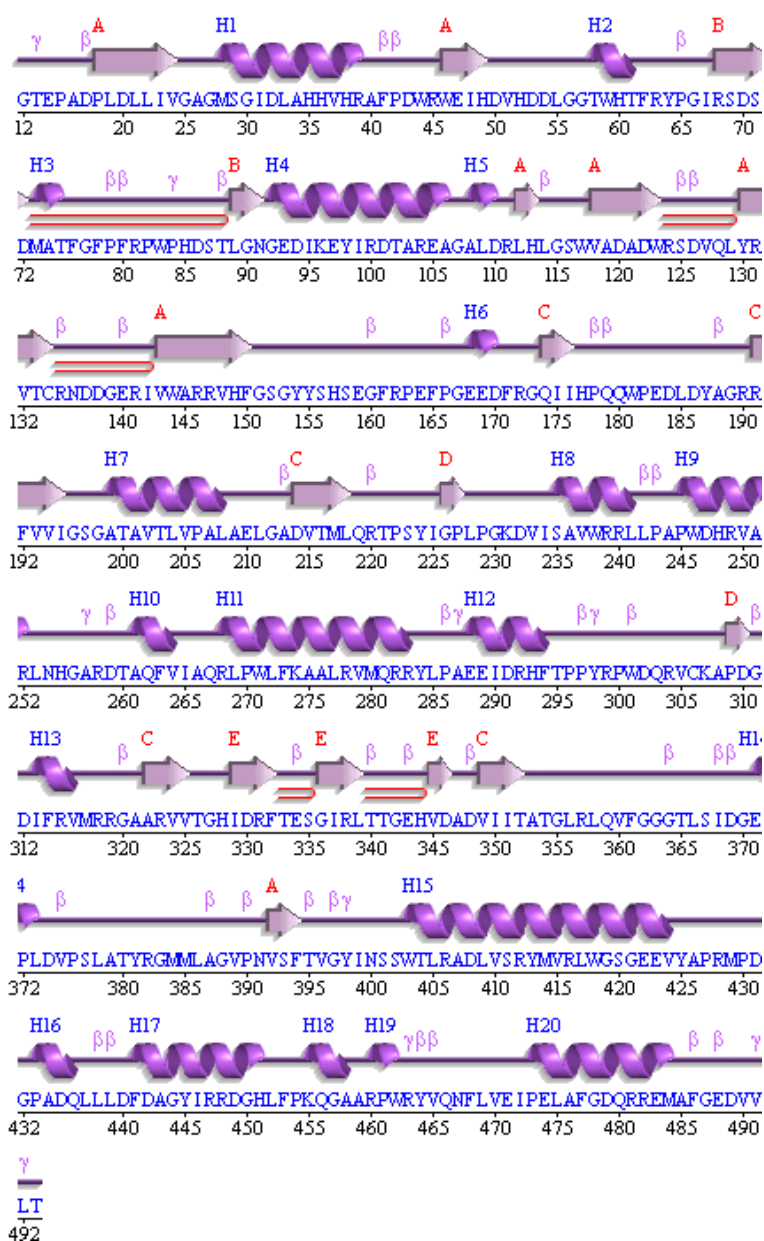 A H1 A H2 B
γ β ββ β
GTEPADPLDLLIVGAGMSGIDLAHHVHRAFPDWRWEIHDVHDDLGGTWHTFRYPGIRSDS
12 20 25 30 35 40 45 50 55 60 65 70
H3 B H4 H5 A A A
ββ γ β β ββ
DMATFGFPFRPWPHDSTLGNGEDIKEYIRDTAREAGALDRLHLGSWVADADWRSDVQLYR
72 80 85 90 95 100 105 110 115 120 125 130
A H6 C C
β β β β ββ β
VTCRNDDGERIVWARRVHFGSGYYSHSEGFRPEFPGEEDFRGQIIHPQQWPEDLDYAGRR
132 140 145 150 155 160 165 170 175 180 185 190
H7 C D H8 H9
β β ββ
FVVIGSGATAVTLVPALAELGADVTMLQRTPSYIGPLPGKDVISAVWRRLLPAPWDHRVA
192 200 205 210 215 220 225 230 235 240 245 250
H10 H11 H12 D
γ β βγ βγ β β
RLNHGARDTAQFVIAQRLPWLFKAALRVMQRRYLPAEEIDRHFTPPYRPWDQRVCKAPDG
252 260 265 270 275 280 285 290 295 300 305 310
H13 C E E E C H14
β β β β β β ββ
DIFRVMRRGAARVVTGHIDRFTESGIRLTTGEHVDADVIITATGLRLQVFGGGTLSIDGE
312 320 325 330 335 340 345 350 355 360 365 370
4 A H15
β β β β βγ
PLDVPSLATYRGMMLAGVPNVSFTVGYINSSWTLRADLVSRYMVRLWGSGEEVYAPRMPD
372 380 385 390 395 400 405 410 415 420 425 430
H16 H17 H18 H19 H20
ββ γββ β β γ
GPADQLLLDFDAGYIRRDGHLFPKQGAARPWRYVQNFLVEIPELAFGDQRREMAFGEDVV
432 440 445 450 455 460 465 470 475 480 485 490
γ
LT
492